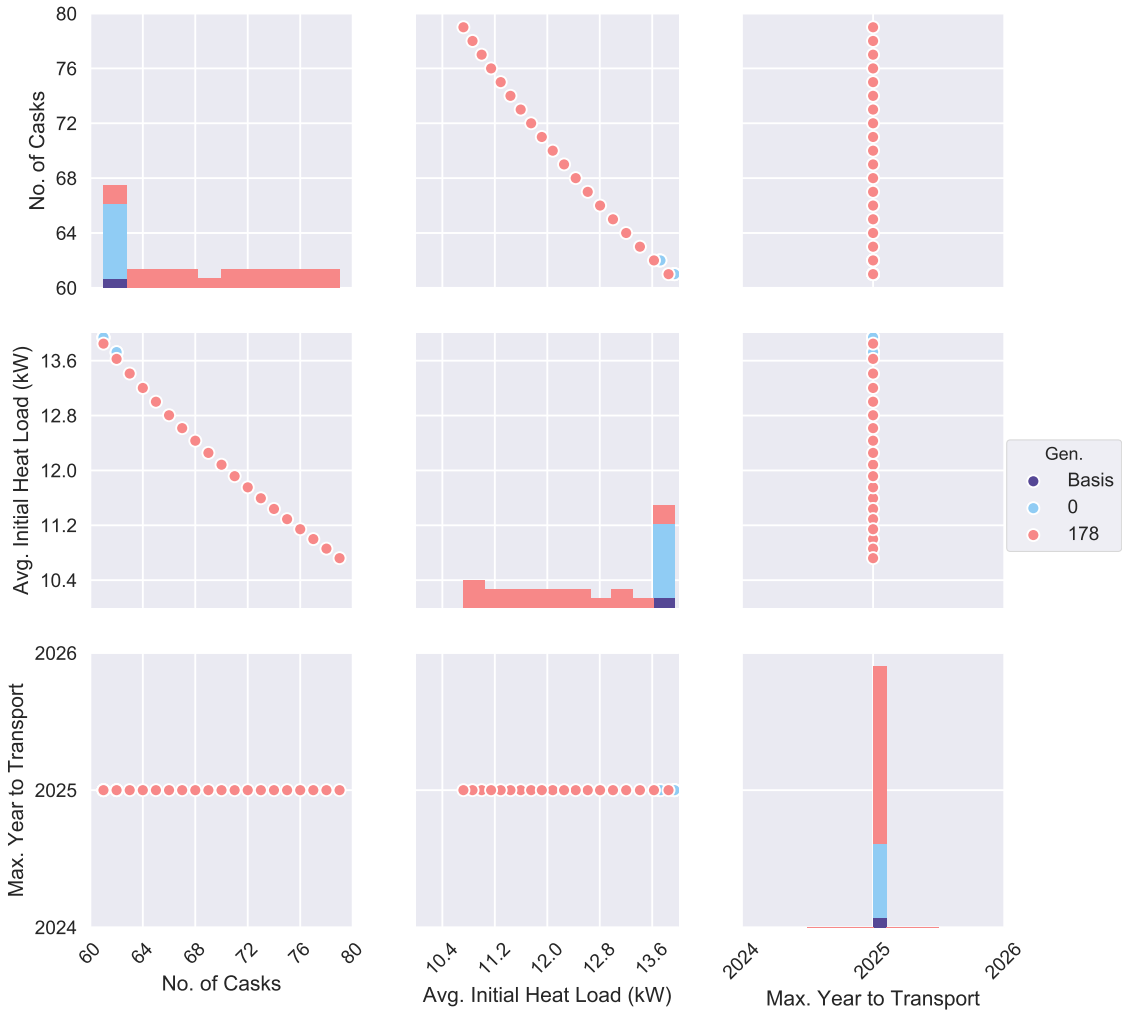 80
76
72
68
64
60
No. of Casks
13.6
12.8
12.0
11.2
10.4
Avg. Initial Heat Load (kW)
Gen.
Basis
0
178
2026
2025
2024
Max. Year to Transport
60 64 68 72 76 80
No. of Casks
10.4 11.2 12.0 12.8 13.6
Avg. Initial Heat Load (kW)
2024 2025 2026
Max. Year to Transport